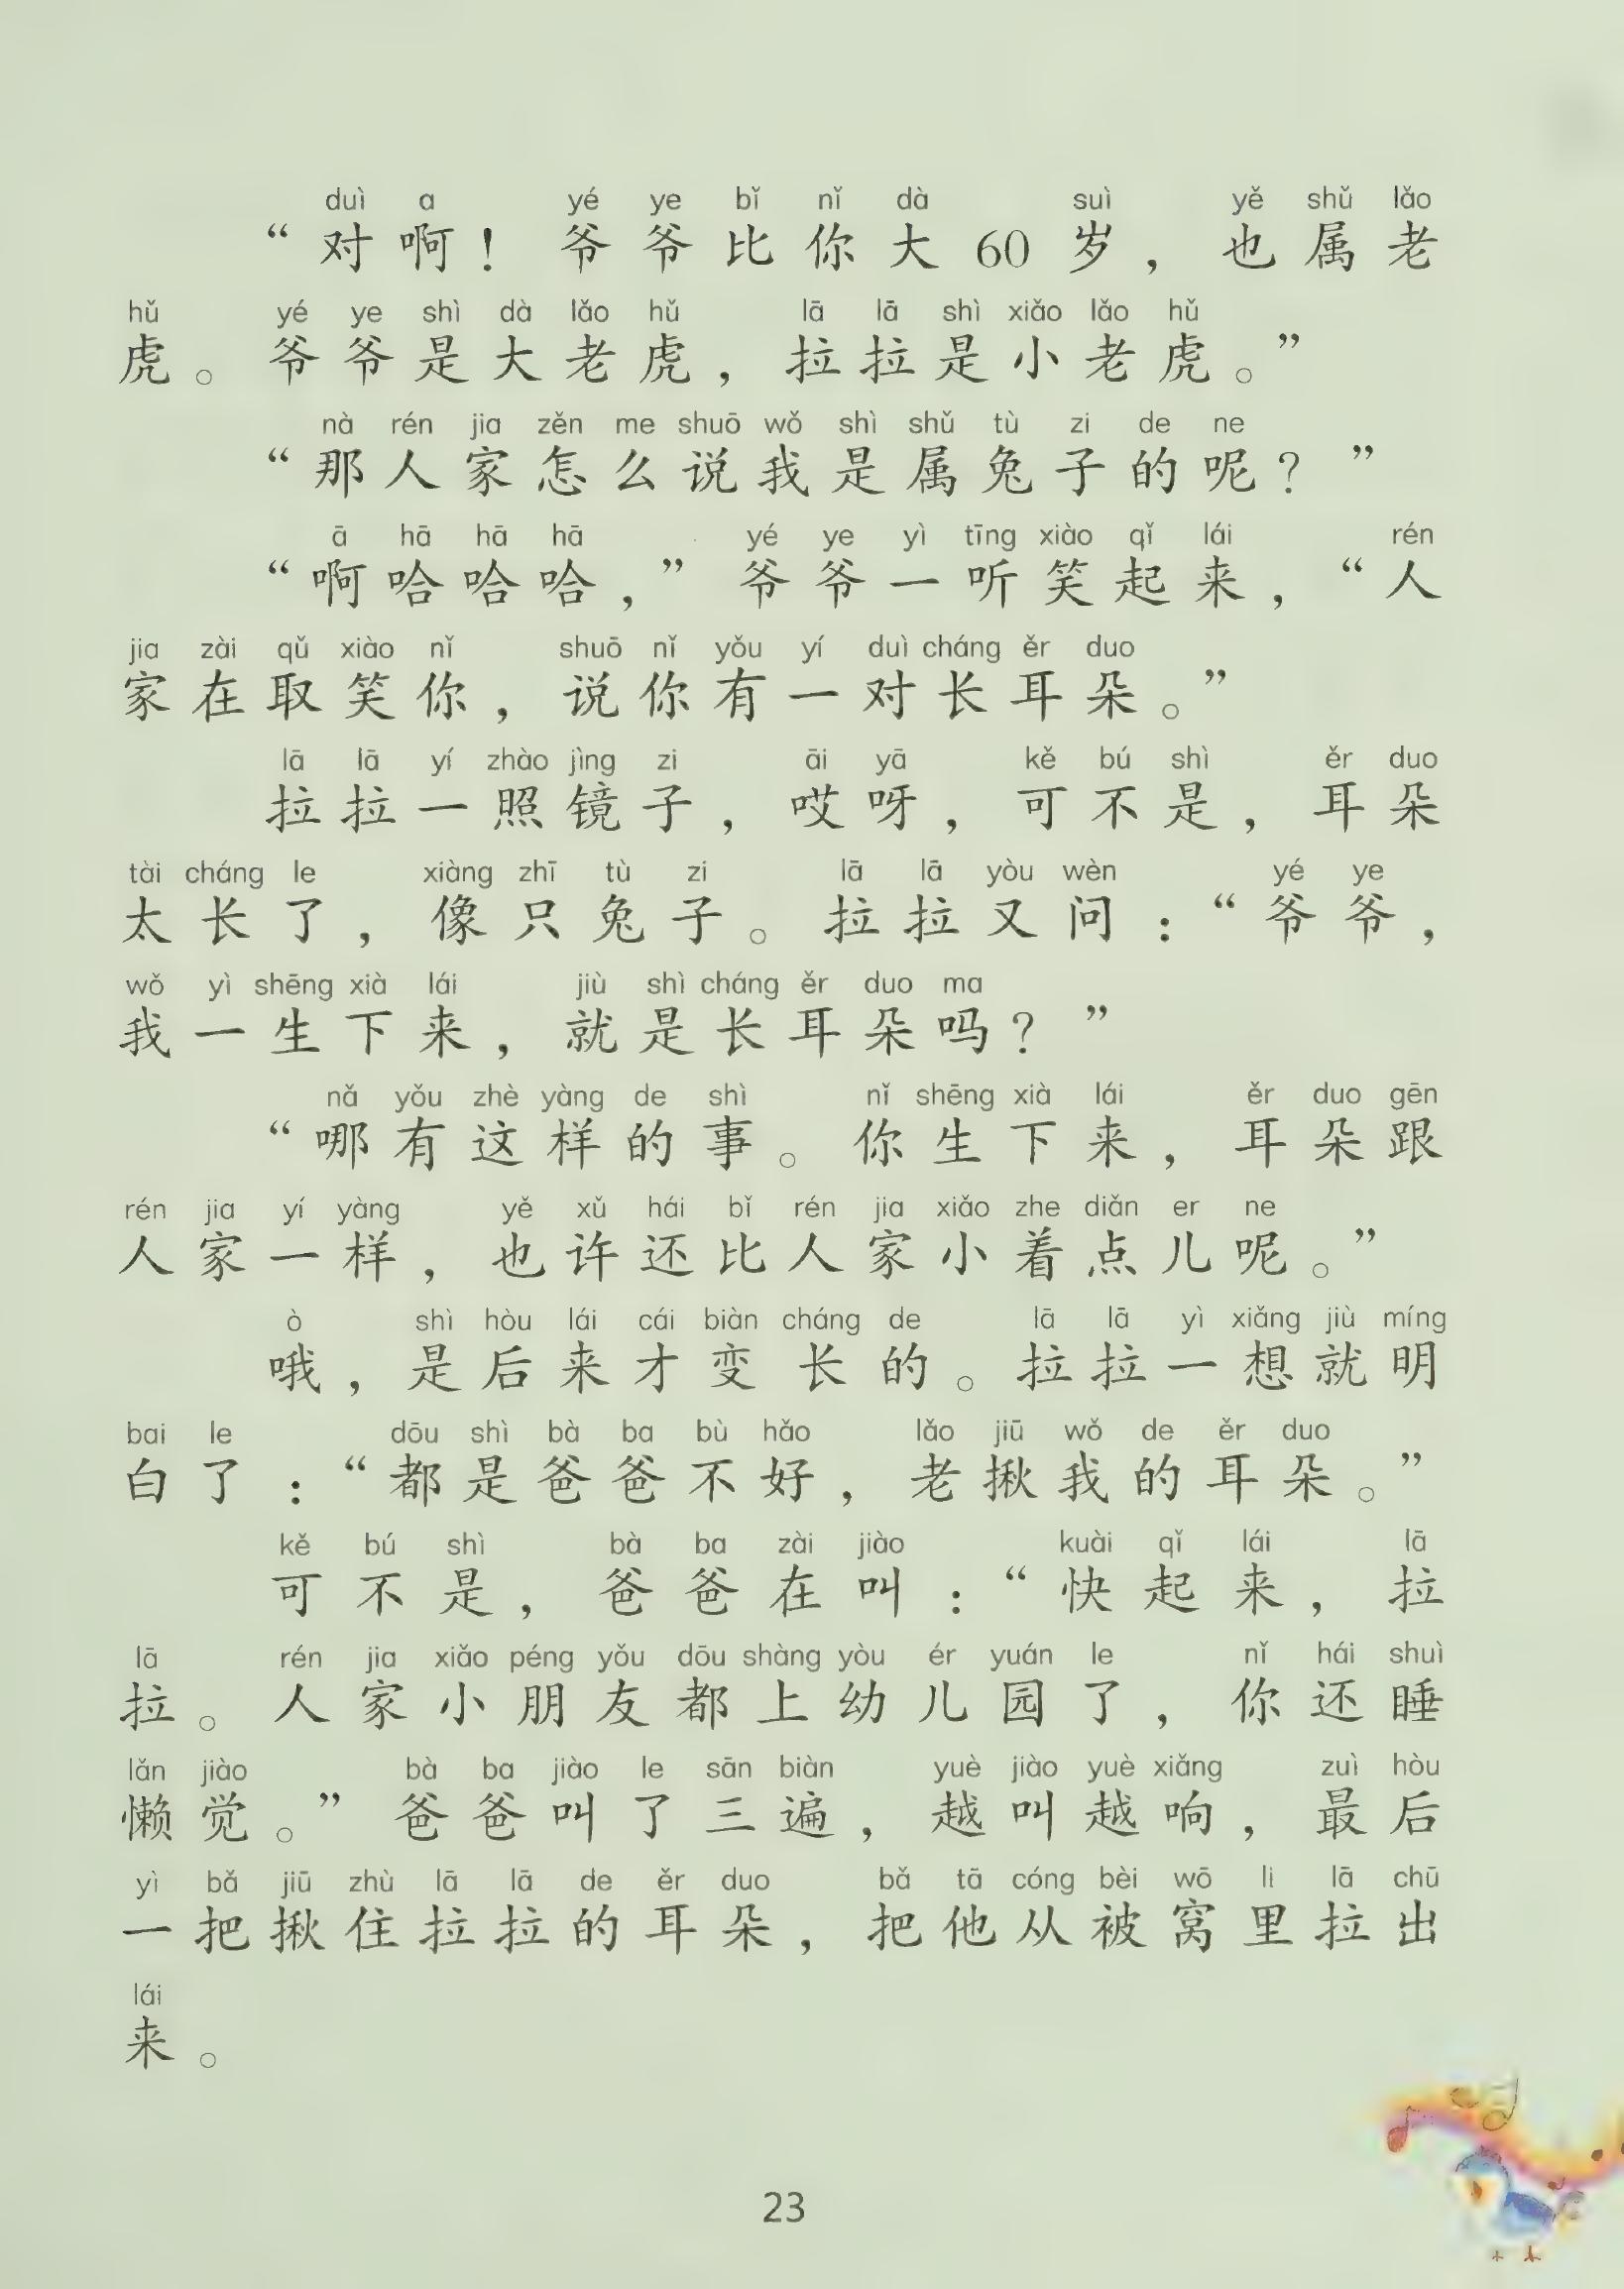 duì a yé ye bǐ nǐ dà suì yě shǔ lǎo
“对啊！爷爷比你大60岁，也属老
hǔ yé ye shì dà lǎo hǔ lā lā shì xiǎo lǎo hǔ
虎。爷爷是大老虎，拉拉是小老虎。”
nà rén jia zěn me shuō wǒ shì shǔ tù zi de ne
“那人家怎么说我是属兔子的呢？”
ā hā hā hā yé ye yì tīng xiào qǐ lái rén
“啊哈哈哈，”爷爷一听笑起来，“人
jia zài qǔ xiào nǐ shuō nǐ yǒu yí duì cháng ěr duo
家在取笑你，说你有一对长耳朵。”
lā lā yí zhào jìng zi āi yā kě bú shì ěr duo
拉拉一照镜子，哎呀，可不是，耳朵
tài cháng le xiàng zhī tù zi lā lā yòu wèn yé ye
太长了，像只兔子。拉拉又问：“爷爷，
wǒ yì shēng xià lái jiù shì cháng ěr duo ma
我一生下来，就是长耳朵吗？”
nǎ yǒu zhè yàng de shì nǐ shēng xià lái ěr duo gēn
“哪有这样的事。你生下来，耳朵跟
rén jia yí yàng yě xǔ hái bǐ rén jia xiǎo zhe diǎn er ne
人家一样，也许还比人家小着点儿呢。”
ò shì hòu lái cái biàn cháng de lā lā yì xiǎng jiù míng
哦，是后来才变长的。拉拉一想就明
bai le dōu shì bà ba bù hǎo lǎo jiū wǒ de ěr duo
白了：“都是爸爸不好，老揪我的耳朵。”
kě bú shì bà ba zài jiào kuài qǐ lái lā
可不是，爸爸在叫：“快起来，拉
lā rén jia xiǎo péng yǒu dōu shàng yòu ér yuán le nǐ hái shuì
拉。人家小朋友都上幼儿园了，你还睡
lǎn jiào bà ba jiào le sān biàn yuè jiào yuè xiǎng zuì hòu
懒觉。”爸爸叫了三遍，越叫越响，最后
yì bǎ jiū zhù lā lā de ěr duo bǎ tā cóng bèi wō li lā chū
一把揪住拉拉的耳朵，把他从被窝里拉出
lái
来。
23